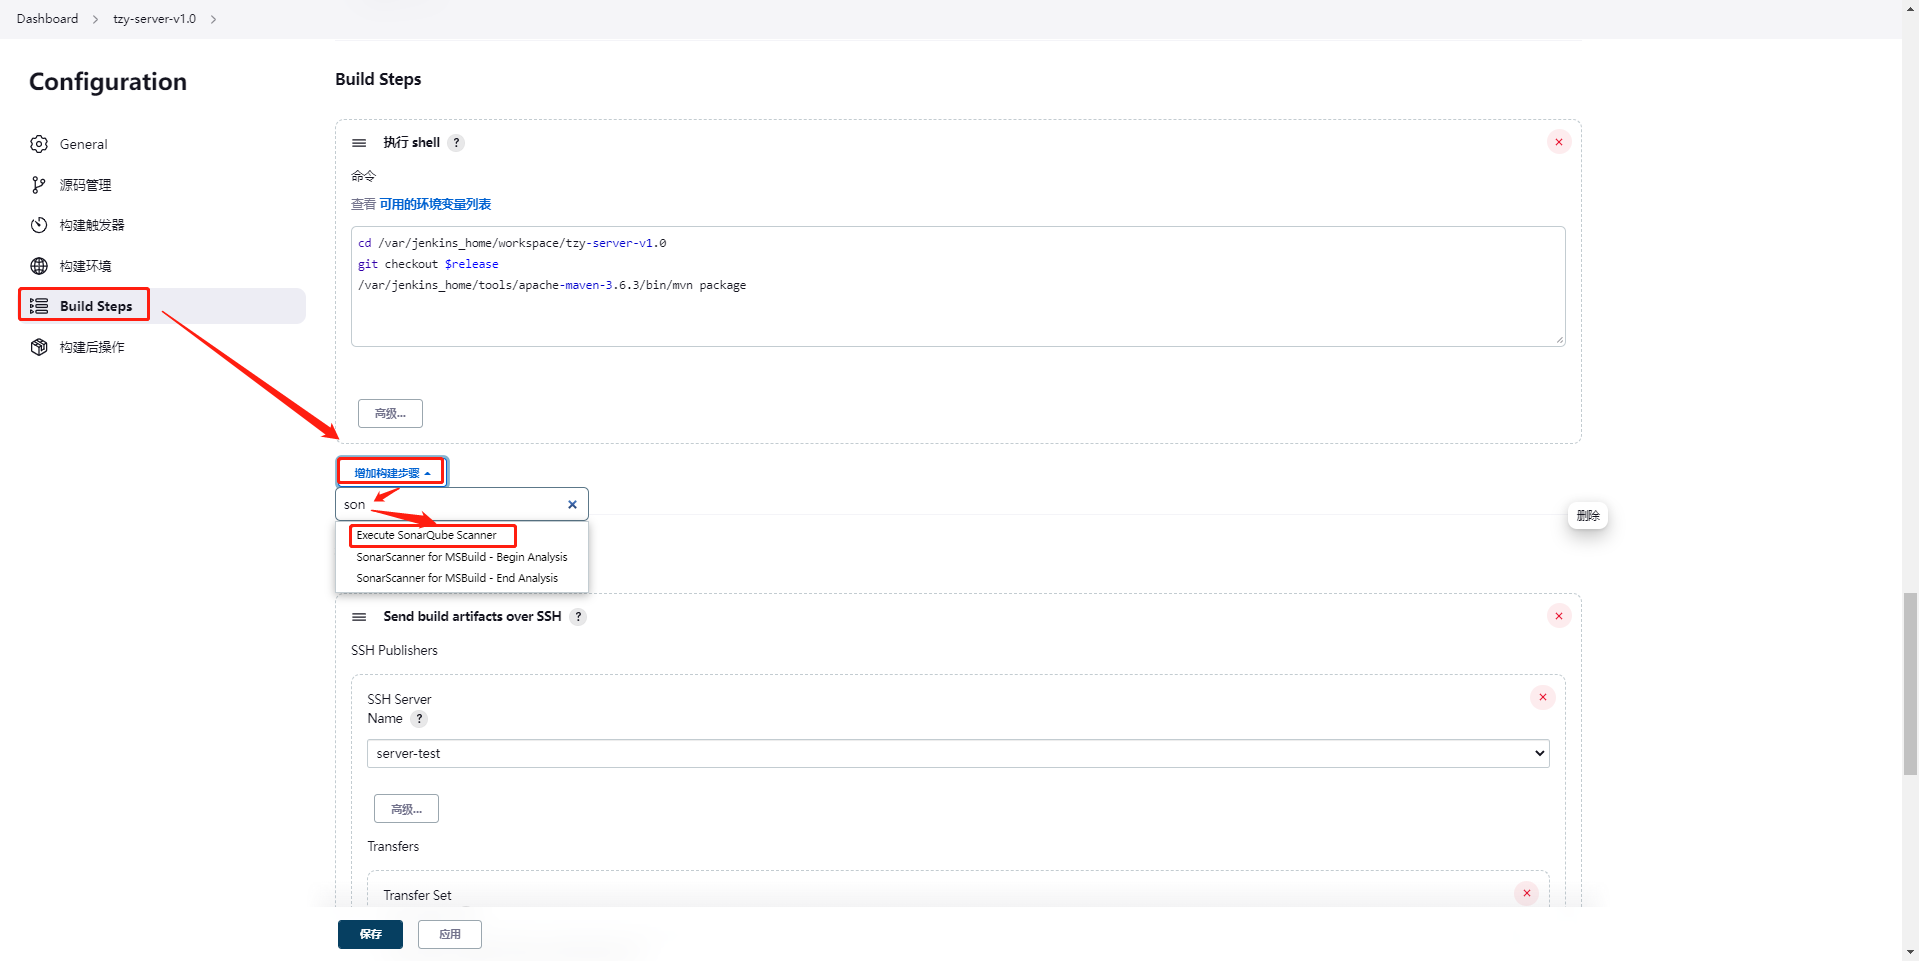 Dashboard
tzy-server-v1.0
Configuration
General
源码管理
构建触发器
构建环境
Build Steps
构建后操作
Build Steps
执行 shell ?
命令
查看 可用的环境变量列表
cd /var/jenkins_home/workspace/tzy-server-v1.0
git checkout $release
/var/jenkins_home/tools/apache-maven-3.6.3/bin/mvn package
高级...
增加构建步骤
son
Execute SonarQube Scanner
SonarScanner for MSBuild - Begin Analysis
SonarScanner for MSBuild - End Analysis
删除
Send build artifacts over SSH ?
SSH Publishers
SSH Server
Name ?
server-test
高级...
Transfers
Transfer Set
保存
应用